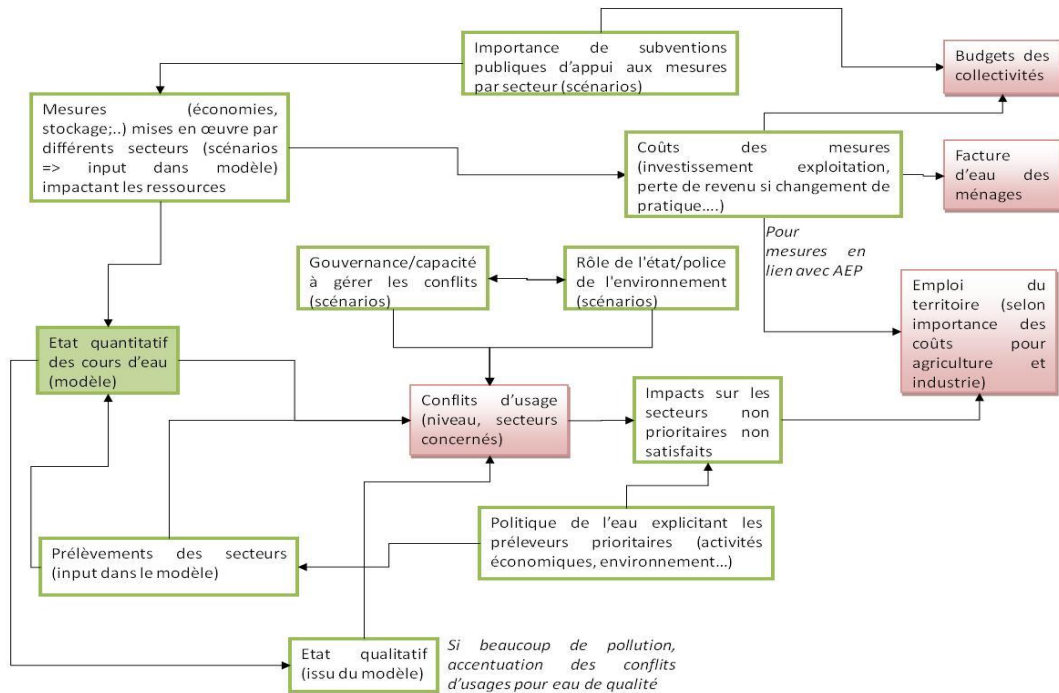 Importance de subventions
publiques d'appui aux mesures
par secteur (scénarios)
Budgets des
collectivités
Mesures (économies,
stockage;..) mises en œuvre par
différents secteurs (scénarios
=> input dans modèle)
impactant les ressources
Coûts des mesures
(investissement exploitation,
perte de revenu si changement de
pratique....)
Facture
d'eau des
ménages
Pour
mesures en
lien avec AEP
Gouvernance/capacité
à gérer les conflits
(scénarios)
Rôle de l'état/police
de l'environnement
(scénarios)
Emploi du
territoire (selon
importance des
coûts pour
agriculture et
industrie)
Etat quantitatif
des cours d'eau
(modèle)
Conflits d'usage
(niveau, secteurs
concernés)
Impacts sur les
secteurs non
prioritaires non
satisfaits
Prélèvements des secteurs
(input dans le modèle)
Politique de l'eau explicitant les
préleveurs prioritaires (activités
économiques, environnement...)
Etat qualitatif
(issu du modèle)
Si beaucoup de pollution,
accentuation des conflits
d'usages pour eau de qualité